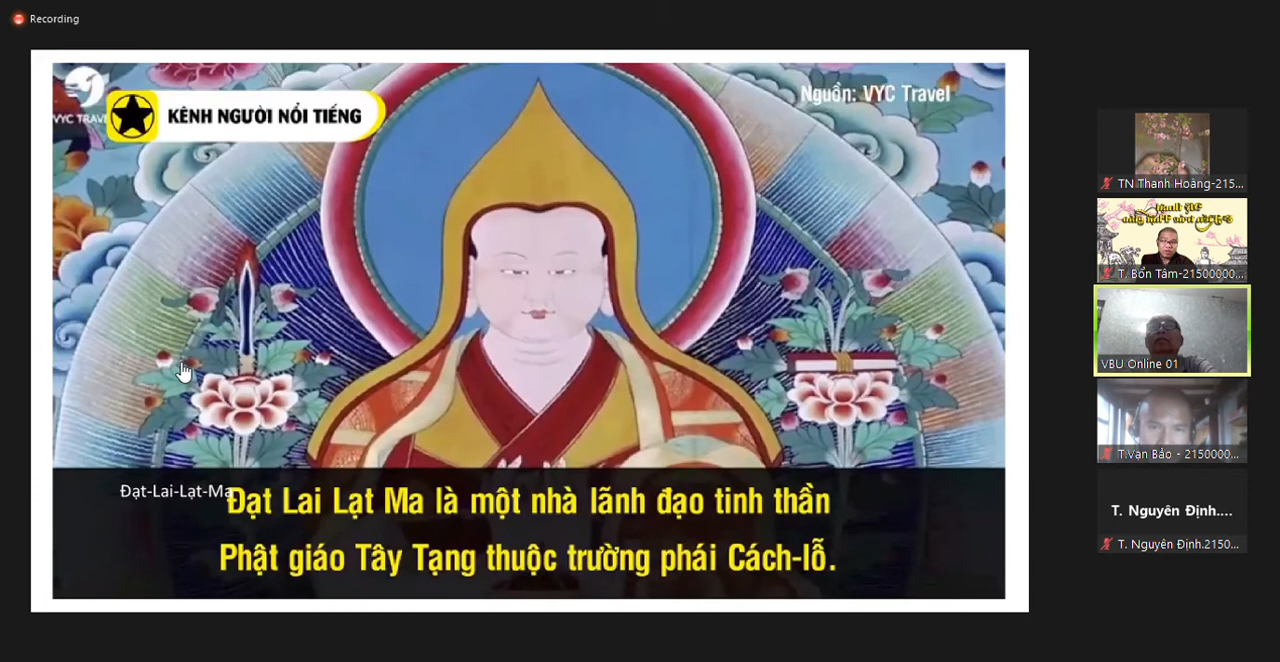 Recording
VYC TRAVEL
KÊNH NGƯỜI NỔI TIẾNG
Nguồn: VYC Travel
Đạt-Lai-Lạt-Ma
Đạt Lai Lạt Ma là một nhà lãnh đạo tinh thần
Phật giáo Tây Tạng thuộc trường phái Cách-lỗ.
TN Thanh Hoàng-215...
T. Bổn Tâm-21500000...
VBU Online 01
T.Vạn Bảo - 2150000...
T. Nguyên Định....
T. Nguyên Định.2150...